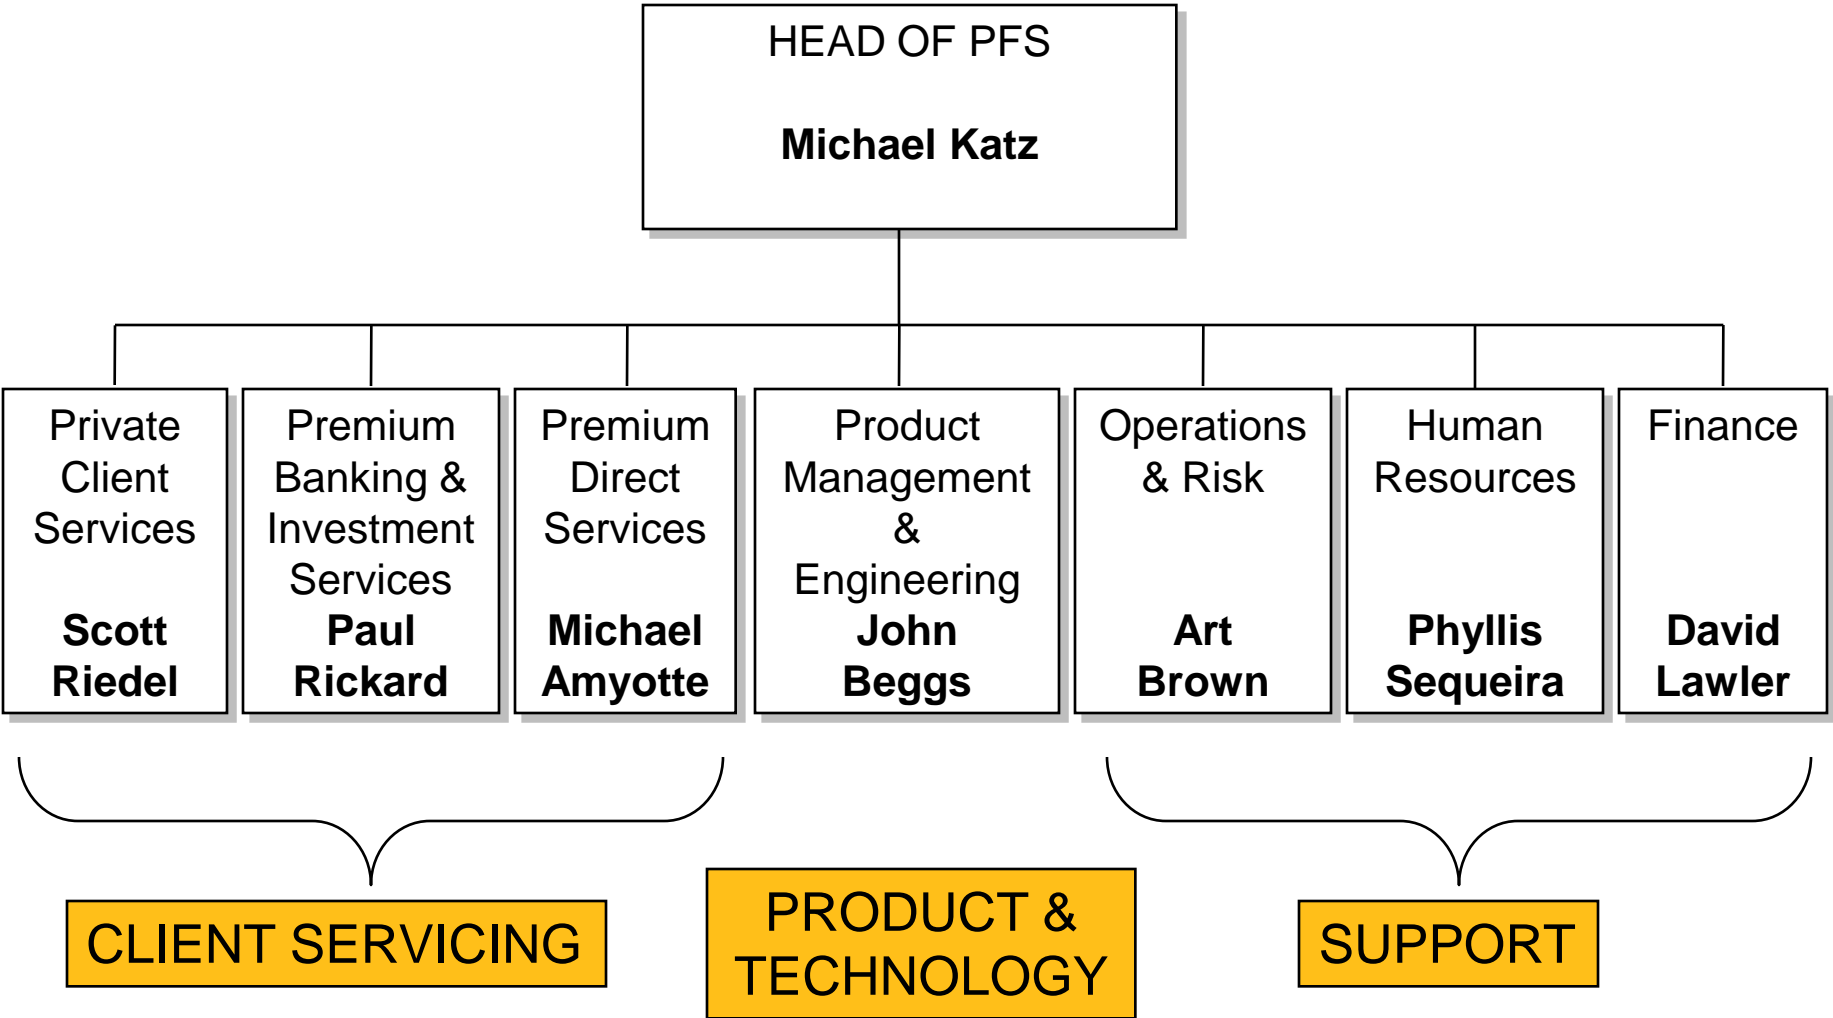 HEAD OF PFS
Michael Katz
Private
Client
Services
Scott
Riedel
Premium
Banking &
Investment
Services
Paul
Rickard
Premium
Direct
Services
Michael
Amyotte
Product
Management
&
Engineering
John
Beggs
Operations
& Risk
Art
Brown
Human
Resources
Phyllis
Sequeira
Finance
David
Lawler
CLIENT SERVICING
PRODUCT &
TECHNOLOGY
SUPPORT